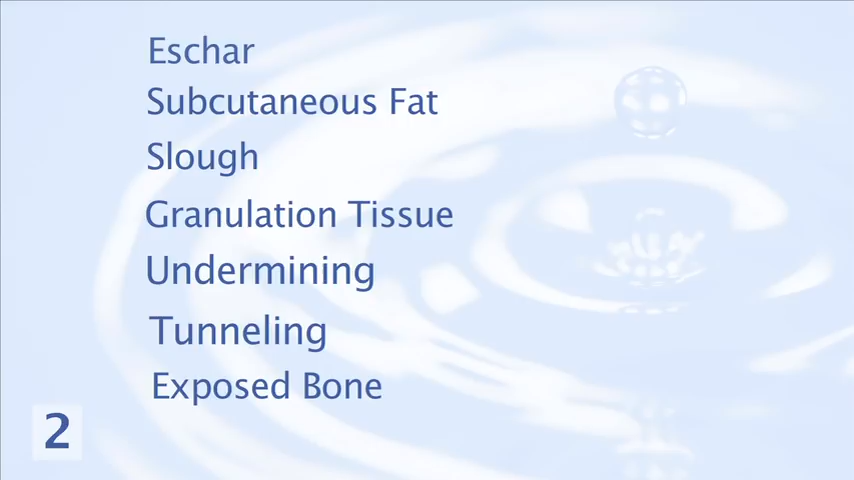 Eschar
Subcutaneous Fat
Slough
Granulation Tissue
Undermining
Tunneling
Exposed Bone
2